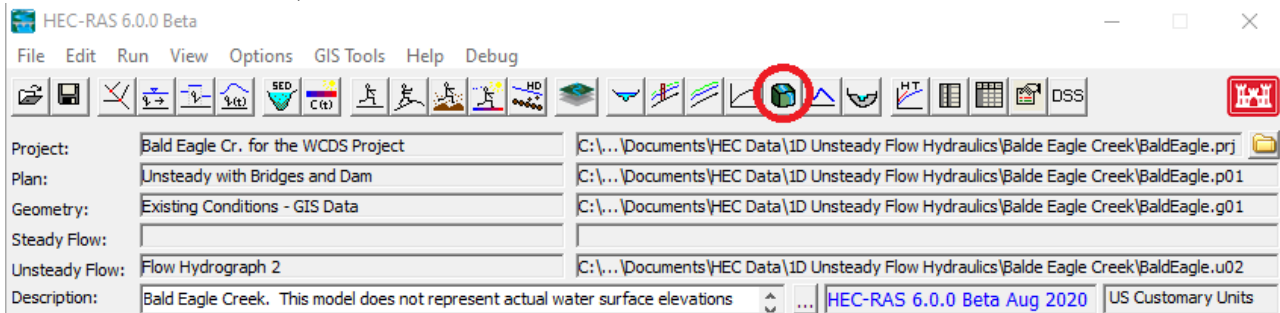 HEC-RAS 6.0.0 Beta
File Edit Run View Options GIS Tools Help Debug
SED C(t) HD HT DSS
Project: Bald Eagle Cr. for the WCDS Project C:\...\Documents\HEC Data\1D Unsteady Flow Hydraulics\Balde Eagle Creek\BaldEagle.prj
Plan: Unsteady with Bridges and Dam C:\...\Documents\HEC Data\1D Unsteady Flow Hydraulics\Balde Eagle Creek\BaldEagle.p01
Geometry: Existing Conditions - GIS Data C:\...\Documents\HEC Data\1D Unsteady Flow Hydraulics\Balde Eagle Creek\BaldEagle.g01
Steady Flow:
Unsteady Flow: Flow Hydrograph 2 C:\...\Documents\HEC Data\1D Unsteady Flow Hydraulics\Balde Eagle Creek\BaldEagle.u02
Description: Bald Eagle Creek. This model does not represent actual water surface elevations ... HEC-RAS 6.0.0 Beta Aug 2020 US Customary Units